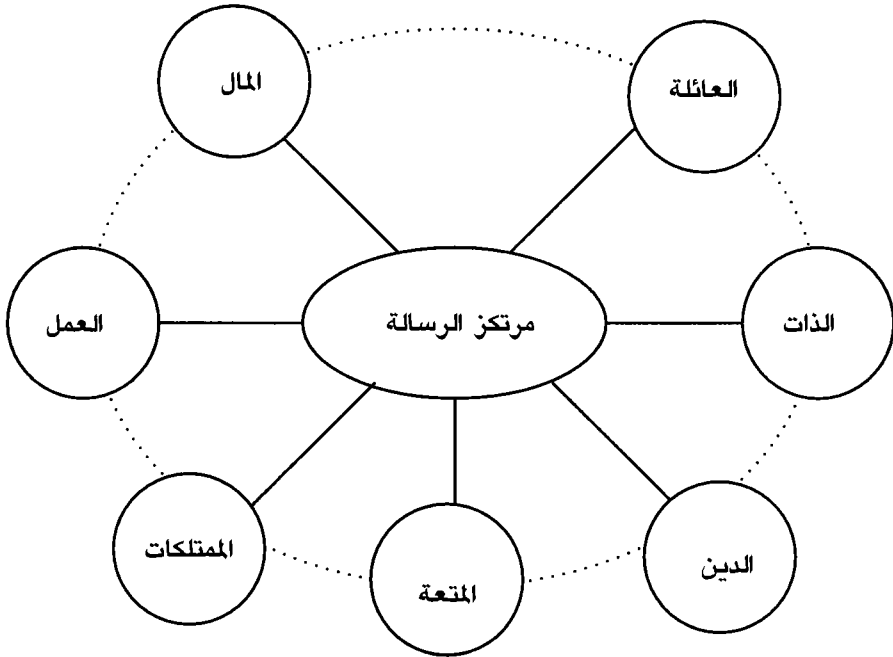 العائلة
المال
الذات
مرتكز الرسالة
العمل
الدين
المتعة
الممتلكات